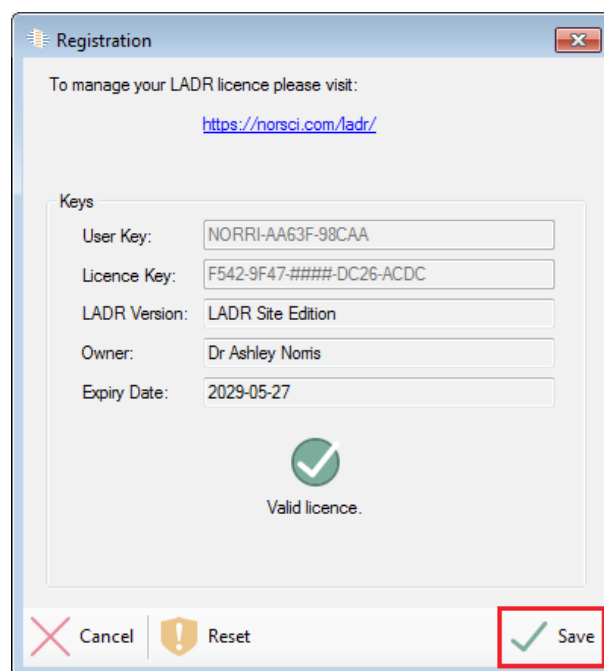 Registration
To manage your LADR licence please visit:
https://norsci.com/ladr/
Keys
User Key: NORRI-AA63F-98CAA
Licence Key: F542-9F47-####-DC26-ACDC
LADR Version: LADR Site Edition
Owner: Dr Ashley Norris
Expiry Date: 2029-05-27
Valid licence.
Cancel Reset Save